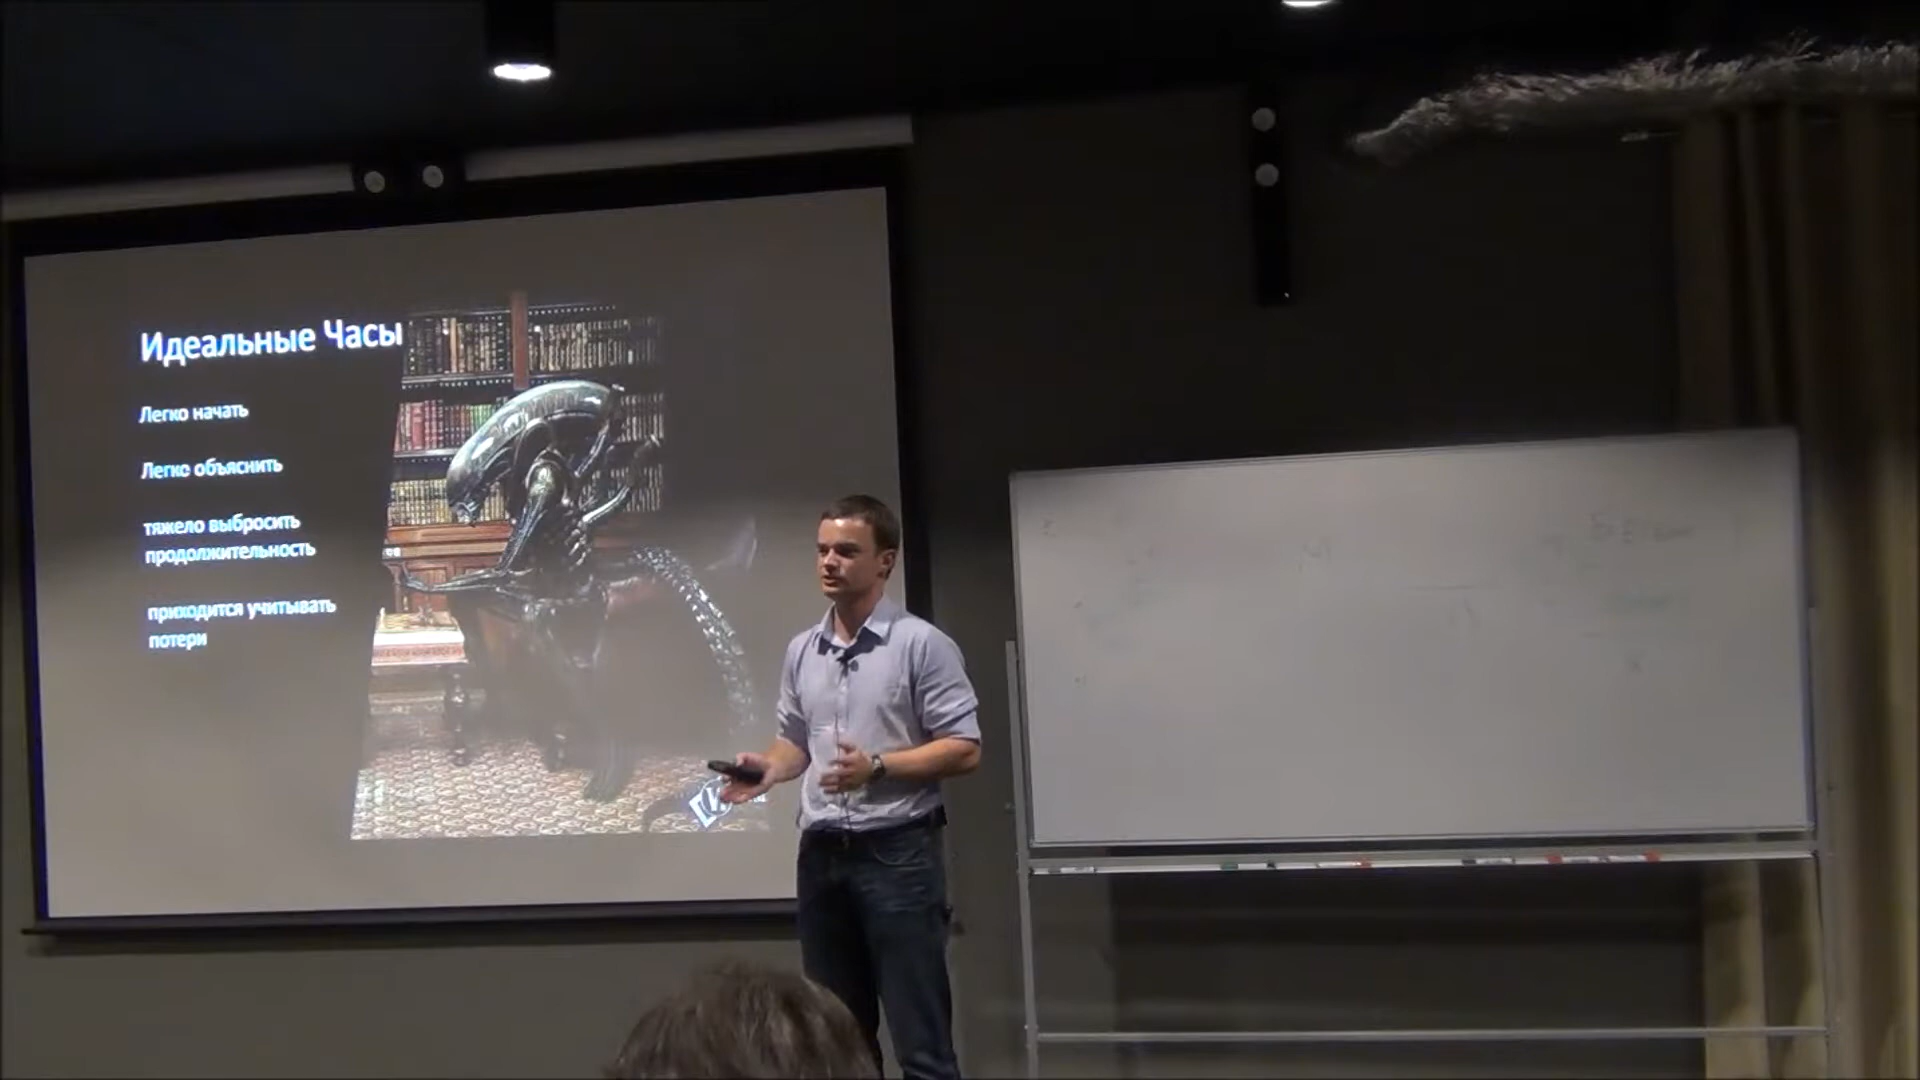 Идеальные Часы
Легко начать
Легко объяснить
тяжело выбросить
продолжительность
приходится учитывать
потери